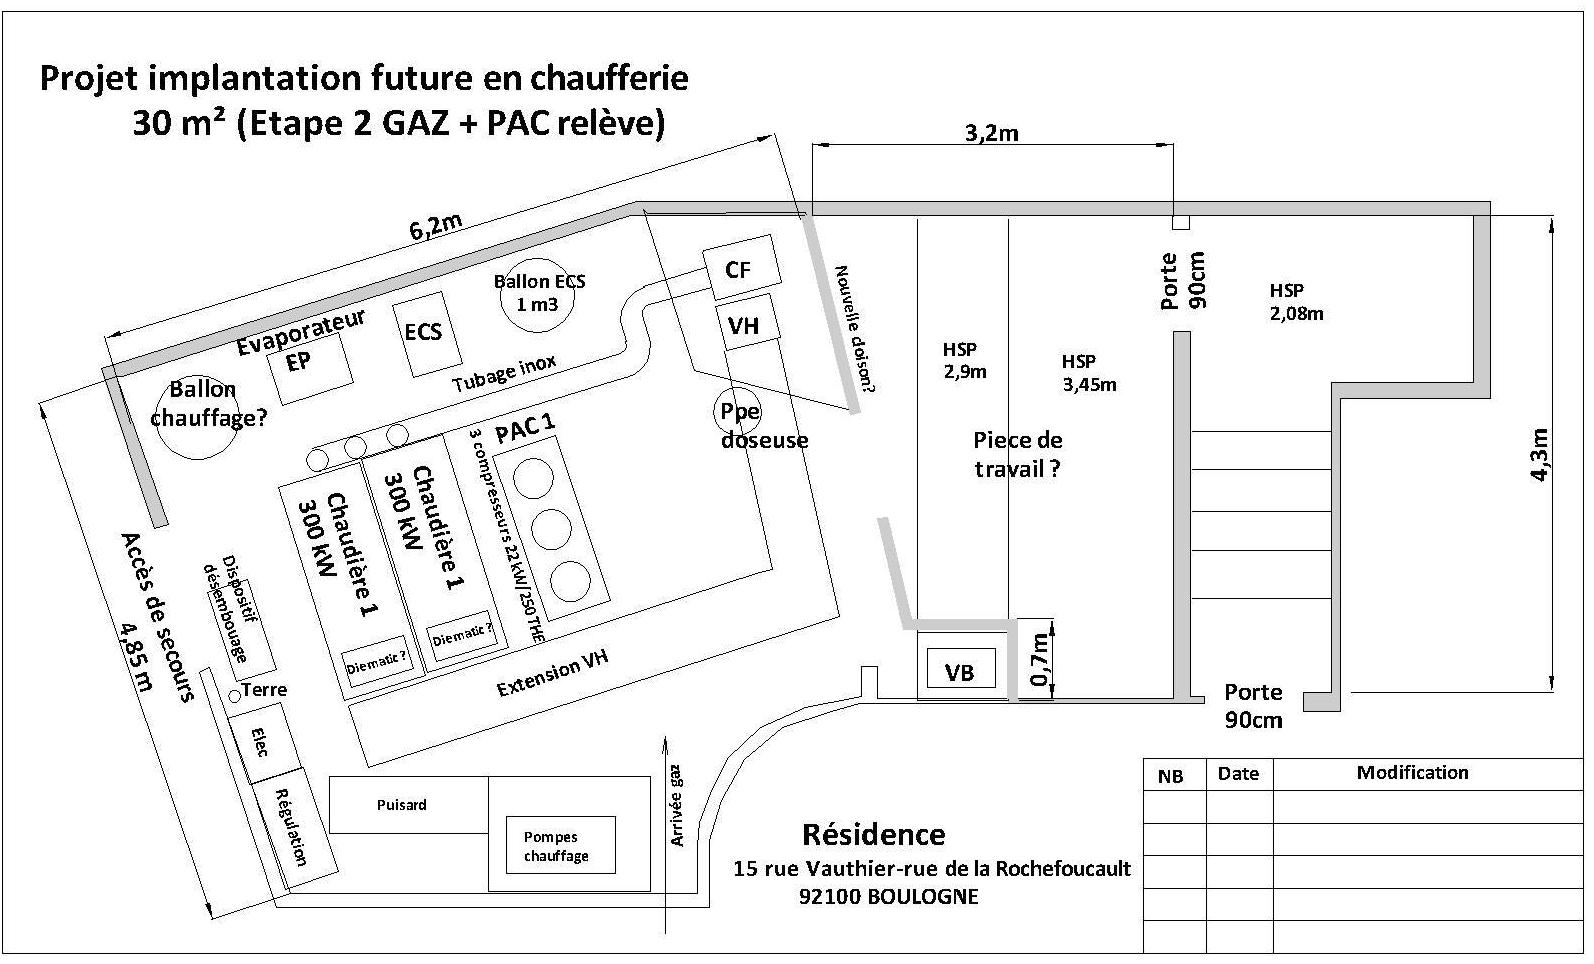 Projet implantation future en chaufferie
30 m² (Etape 2 GAZ + PAC relève)
3,2m
6,2m
CF
VH
Ballon ECS
1 m3
ECS
Evaporateur
EP
Ballon
chauffage?
Tubage inox
Nouvelle cloison?
Porte
90cm
HSP
2,08m
HSP
2,9m
HSP
3,45m
Ppe
doseuse
Piece de
travail ?
4,3m
PAC 1
3 compresseurs 22 kW/250 THE
Chaudière 1
300 kW
Chaudière 1
300 kW
Diematic ?
Diematic ?
Accès de secours
4,85 m
Dispositif
désembouage
Terre
Elec
Régulation
Extension VH
VB
0,7m
Porte
90cm
Puisard
Pompes
chauffage
Arrivée gaz
Résidence
15 rue Vauthier-rue de la Rochefoucault
92100 BOULOGNE
NB Date Modification